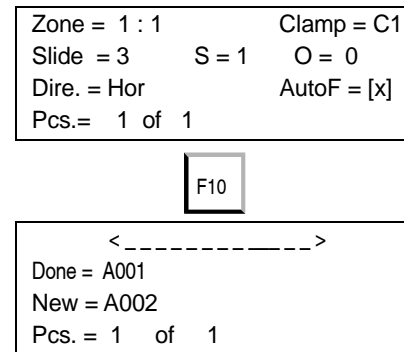 Zone = 1 : 1 Clamp = C1
Slide = 3 S = 1 O = 0
Dire. = Hor AutoF = [x]
Pcs.= 1 of 1
F10
<_____________>
Done = A001
New = A002
Pcs. = 1 of 1